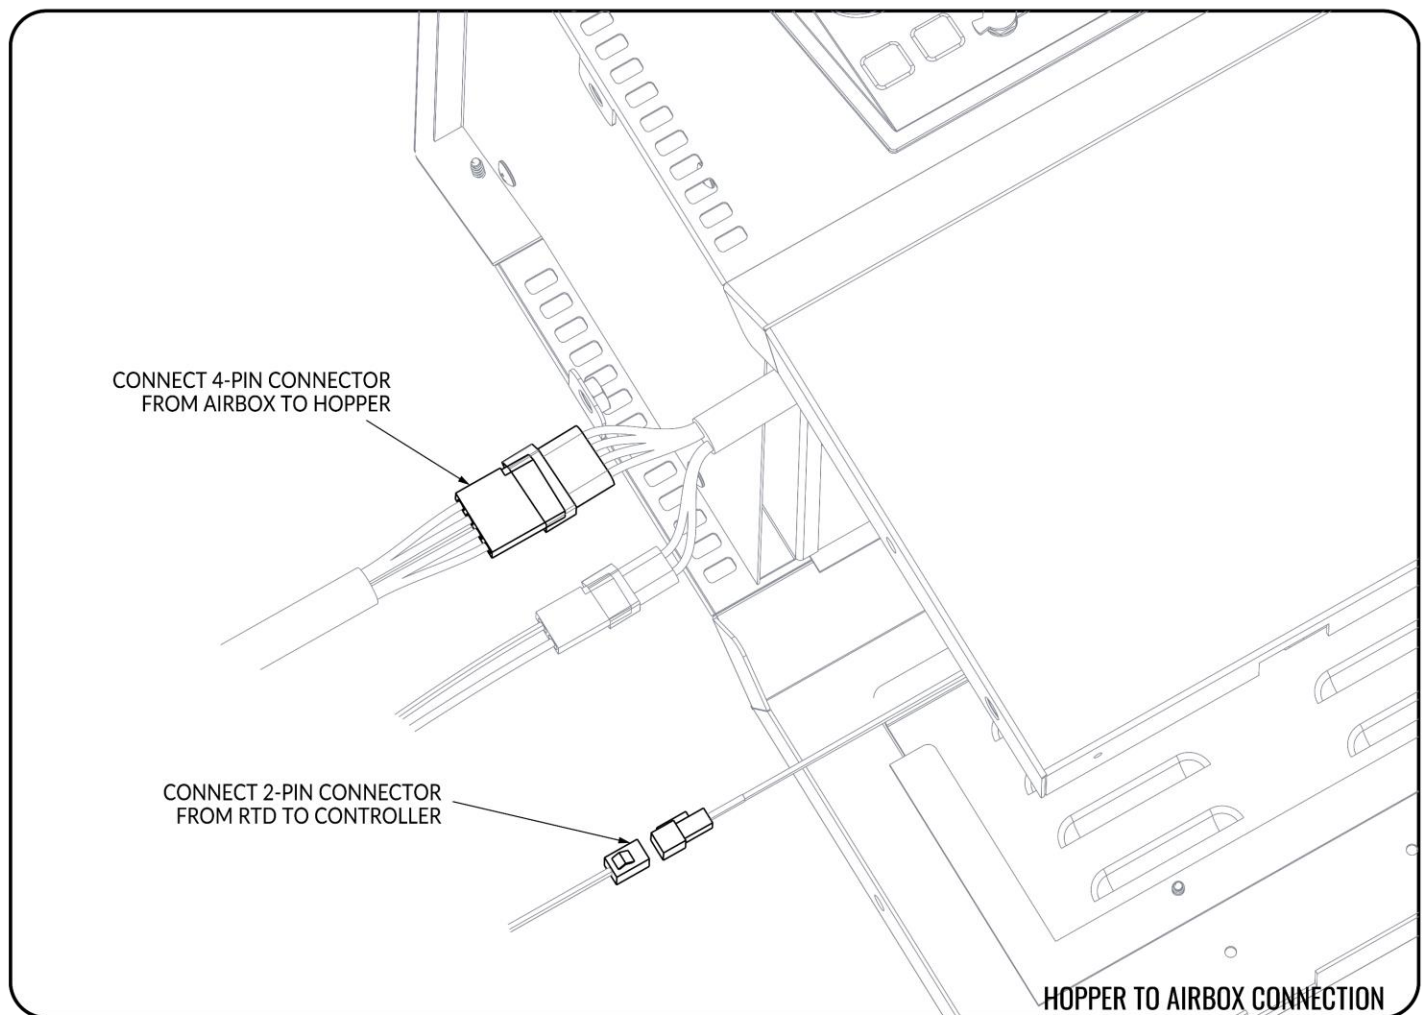 CONNECT 4-PIN CONNECTOR
FROM AIRBOX TO HOPPER
CONNECT 2-PIN CONNECTOR
FROM RTD TO CONTROLLER
HOPPER TO AIRBOX CONNECTION